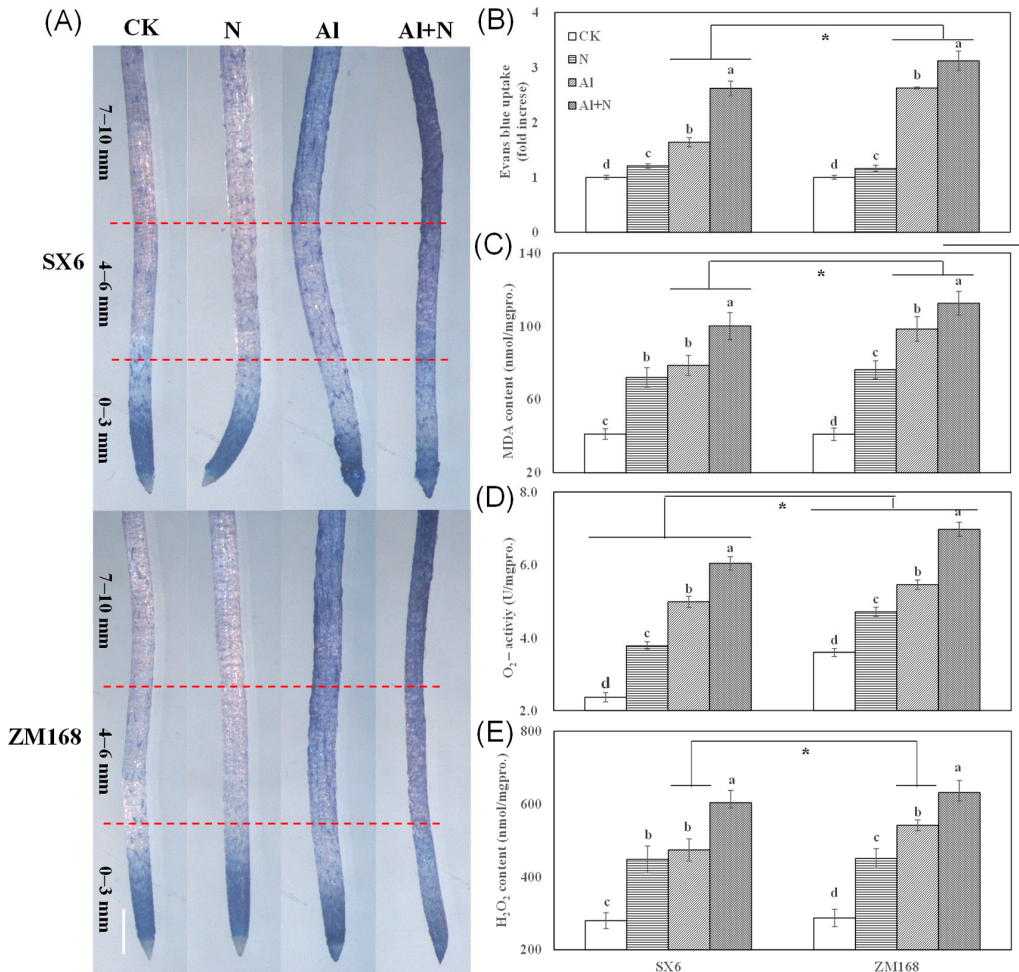 (A)
CK N Al Al+N
7–10 mm
SX6
4–6 mm
0–3 mm
7–10 mm
ZM168
4–6 mm
0–3 mm
(B)
Evans blue uptake
(fold increse)
4
3
2
1
0
CK
N
Al
Al+N
*
d c b a d c b a
(C)
MDA content (nmol/mgpro.)
140
100
60
20
*
c b b a d c b a
(D)
O₂− activiy (U/mgpro.)
8.0
6.0
4.0
2.0
*
d c b a d c b a
(E)
H₂O₂ content (nmol/mgpro.)
800
600
400
200
*
c b b a d c b a
SX6 ZM168